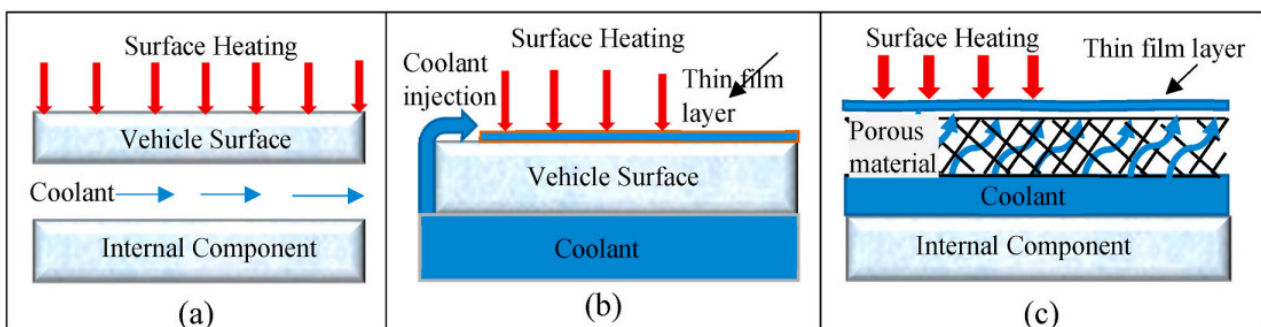 Surface Heating
Vehicle Surface
Coolant
Internal Component
(a)
Surface Heating
Coolant
injection
Thin film
layer
Vehicle Surface
Coolant
(b)
Surface Heating
Thin film layer
Porous
material
Coolant
Internal Component
(c)